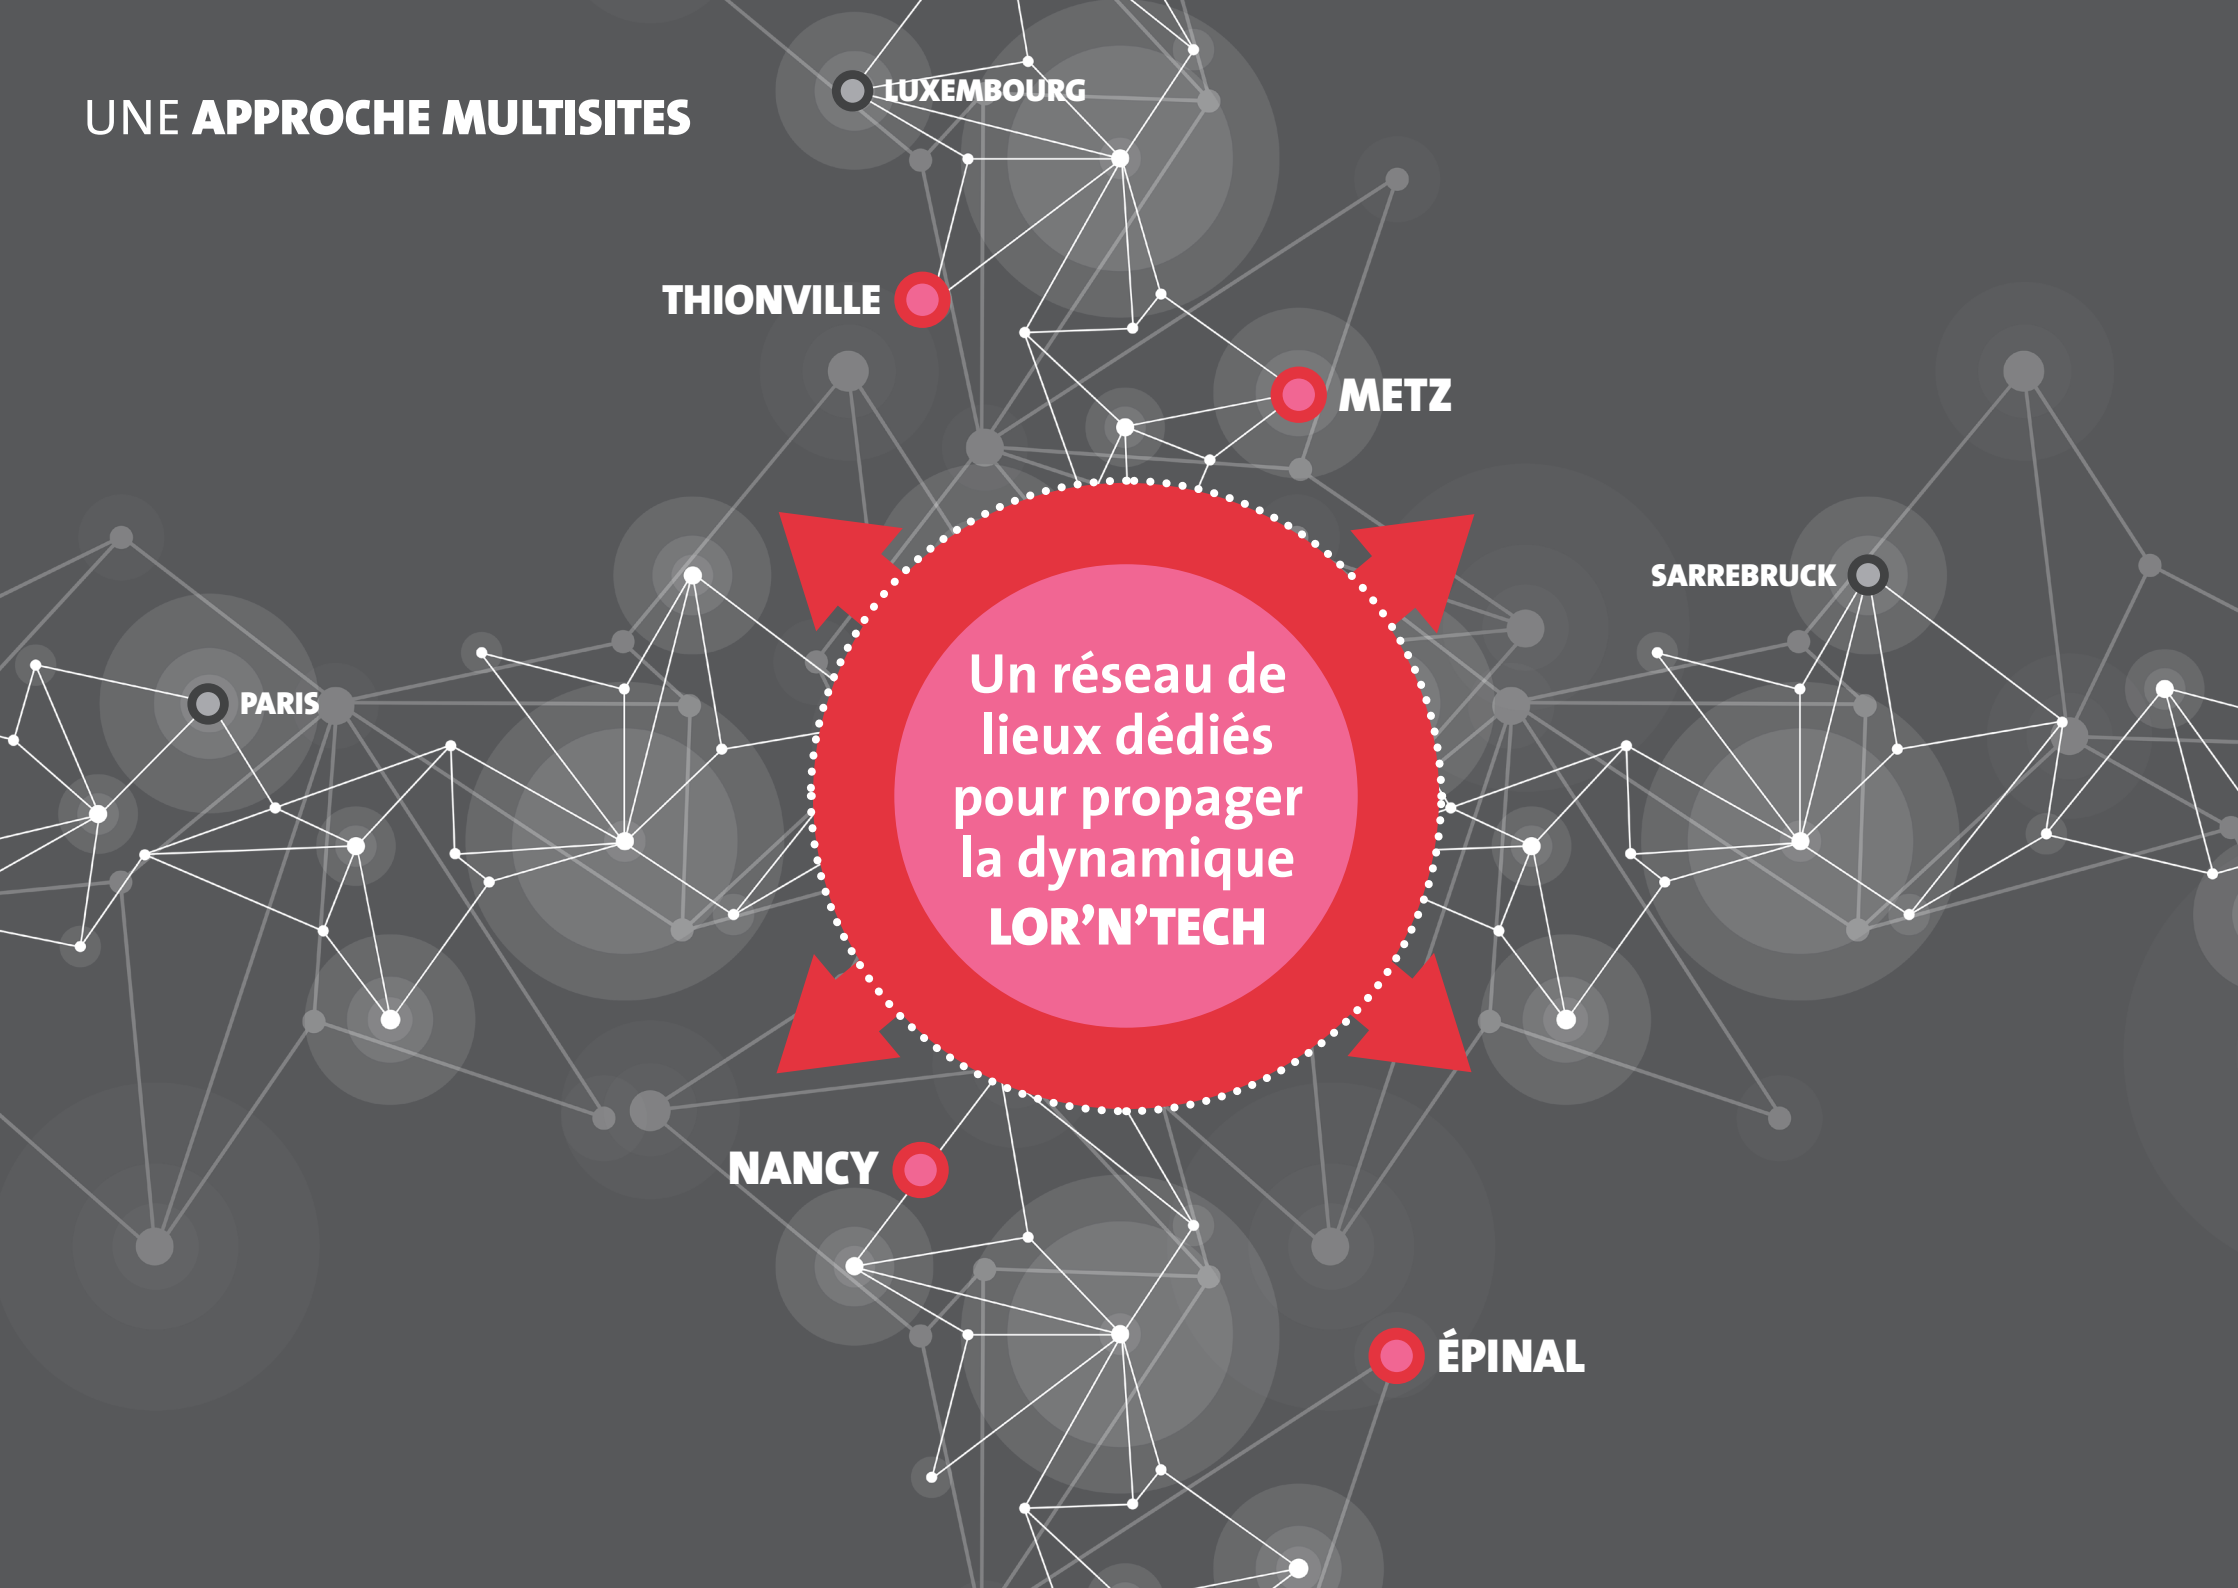 UNE APPROCHE MULTISITES
LUXEMBOURG
THIONVILLE
METZ
SARREBRUCK
PARIS
Un réseau de
lieux dédiés
pour propager
la dynamique
LOR’N’TECH
NANCY
ÉPINAL